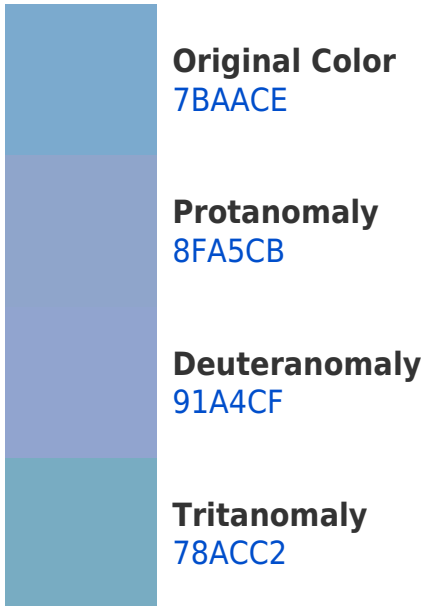 Original Color
7BAACE
Protanomaly
8FA5CB
Deuteranomaly
91A4CF
Tritanomaly
78ACC2